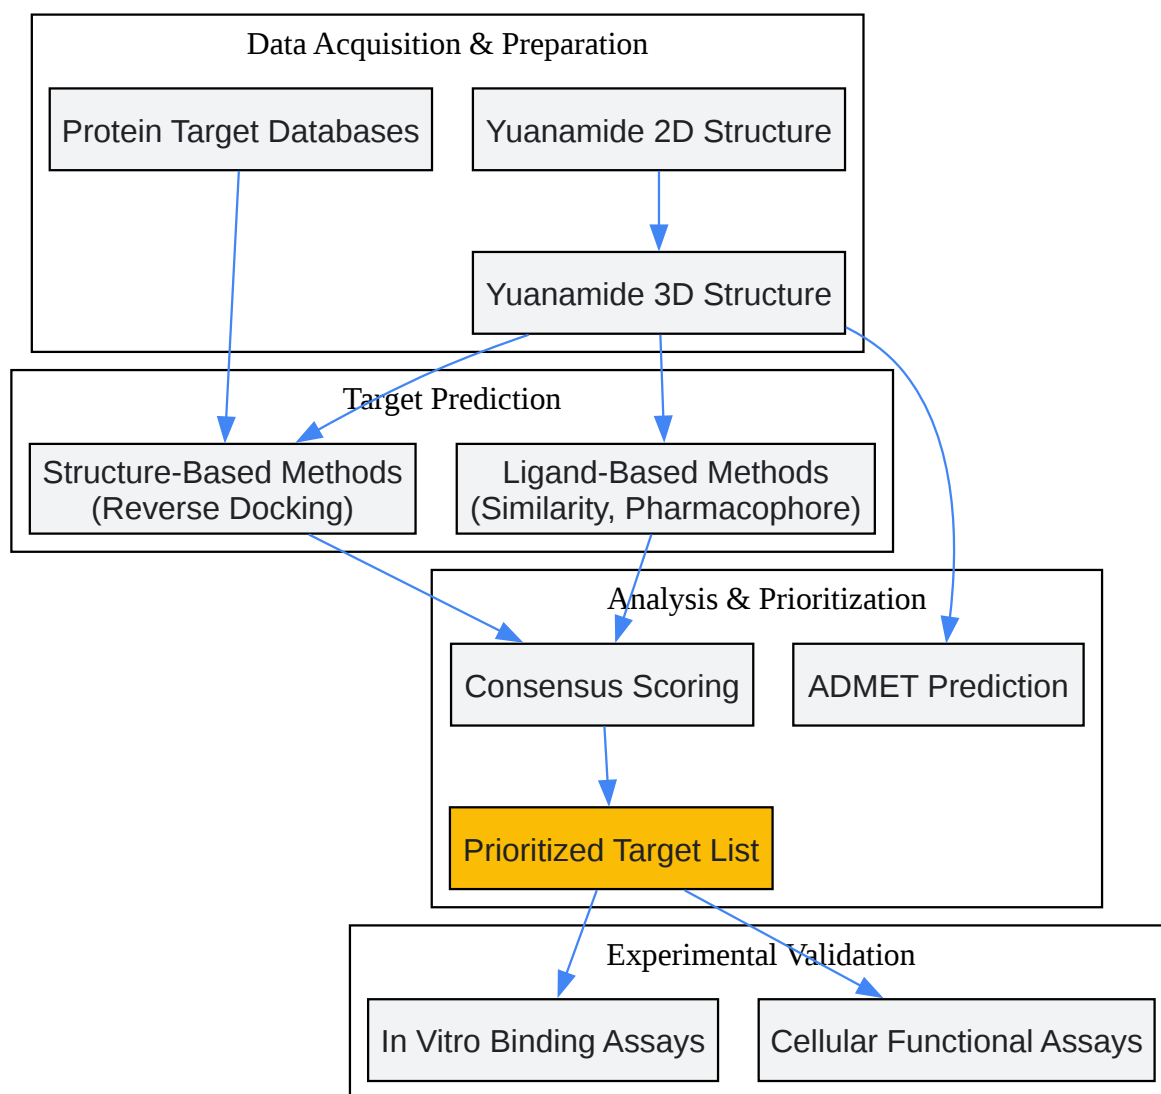 Data Acquisition & Preparation
Protein Target Databases
Yuanamide 2D Structure
Yuanamide 3D Structure
Target Prediction
Structure-Based Methods
(Reverse Docking)
Ligand-Based Methods
(Similarity, Pharmacophore)
Analysis & Prioritization
Consensus Scoring
ADMET Prediction
Prioritized Target List
Experimental Validation
In Vitro Binding Assays
Cellular Functional Assays